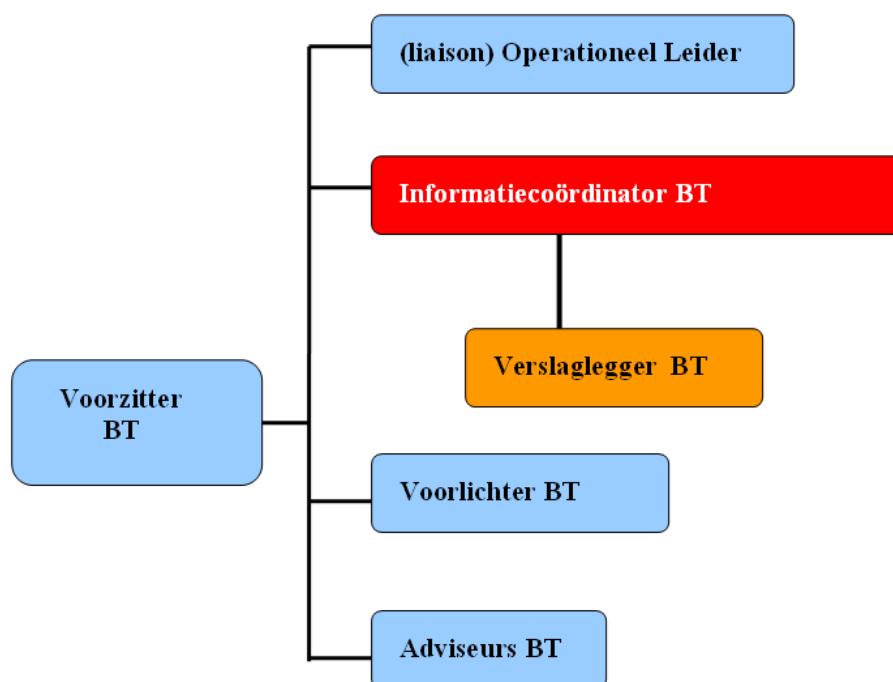 (liaison) Operationeel Leider
Informatiecoördinator BT
Verslaglegger BT
Voorzitter
BT
Voorlichter BT
Adviseurs BT